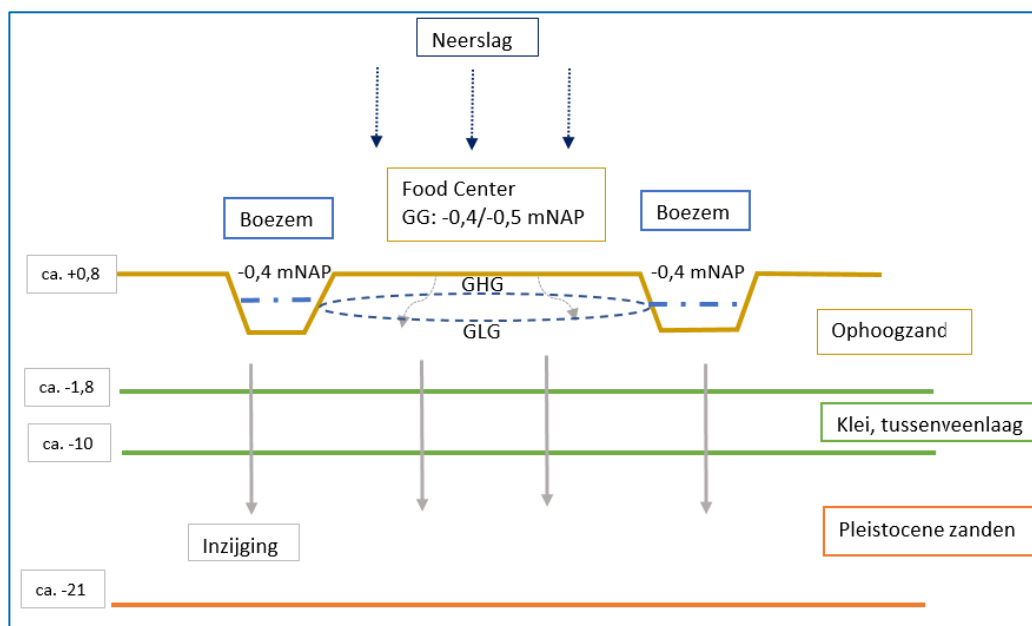 Neerslag
Food Center
GG: -0,4/-0,5 mNAP
Boezem
Boezem
ca. +0,8
-0,4 mNAP
-0,4 mNAP
GHG
GLG
Ophoogzand
ca. -1,8
Klei, tussenveenlaag
ca. -10
Pleistocene zanden
Inzijging
ca. -21